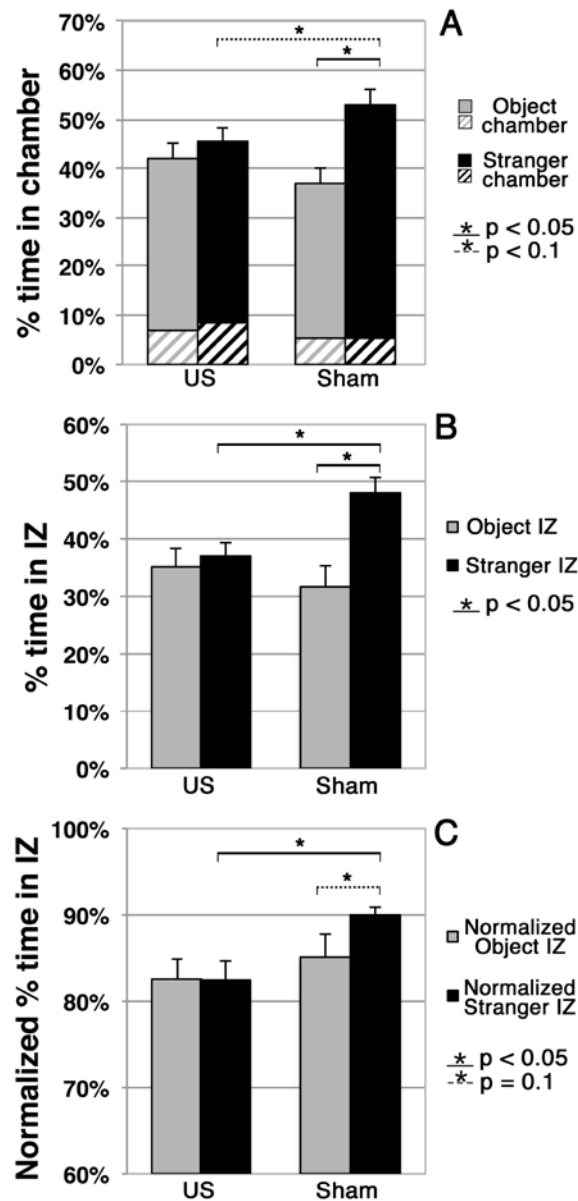 A
70%
60%
50%
40%
30%
20%
10%
0%
% time in chamber
*
*
US
Sham
Object
chamber
Stranger
chamber
* p < 0.05
* p < 0.1
B
60%
50%
40%
30%
20%
10%
0%
% time in IZ
*
*
US
Sham
Object IZ
Stranger IZ
* p < 0.05
C
100%
90%
80%
70%
60%
Normalized % time in IZ
*
*
US
Sham
Normalized
Object IZ
Normalized
Stranger IZ
* p < 0.05
* p = 0.1